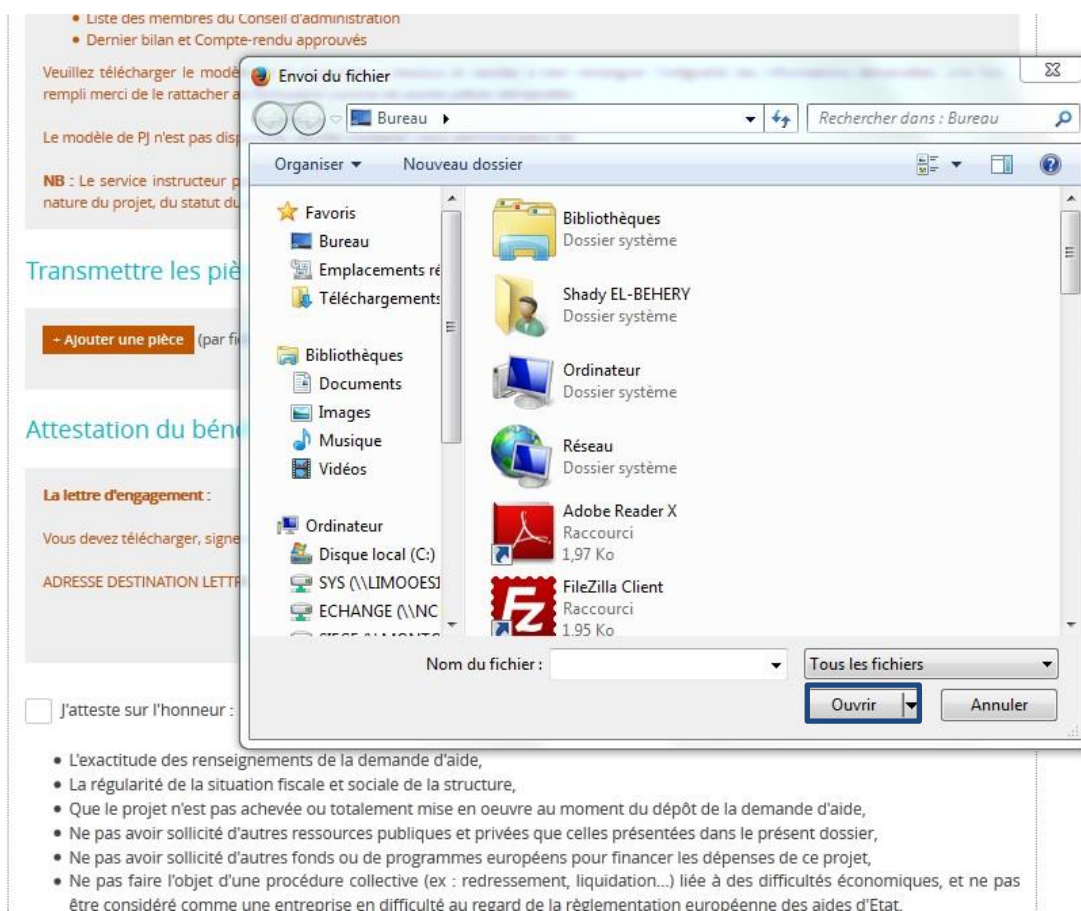 • Liste des membres du Conseil d'administration
• Dernier bilan et Compte-rendu approuvés
Veuillez télécharger le modè
rempli merci de le rattacher a
Le modèle de PJ n'est pas disp
NB : Le service instructeur p
nature du projet, du statut du
Transmettre les piè
+ Ajouter une pièce (par fi
Attestation du béné
La lettre d'engagement :
Vous devez télécharger, signe
ADRESSE DESTINATION LETTR
Envoi du fichier
Bureau
Rechercher dans : Bureau
Organiser
Nouveau dossier
Favoris
Bureau
Emplacements ré
Téléchargements
Bibliothèques
Documents
Images
Musique
Vidéos
Ordinateur
Disque local (C:)
SYS (\\LIMOOES1
ECHANGE (\\NC
Bibliothèques
Dossier système
Shady EL-BEHERY
Dossier système
Ordinateur
Dossier système
Réseau
Dossier système
Adobe Reader X
Raccourci
1,97 Ko
FileZilla Client
Raccourci
1,95 Ko
Nom du fichier :
Tous les fichiers
Ouvrir
Annuler
J'atteste sur l'honneur :
• L'exactitude des renseignements de la demande d'aide,
• La régularité de la situation fiscale et sociale de la structure,
• Que le projet n'est pas achevée ou totalement mise en oeuvre au moment du dépôt de la demande d'aide,
• Ne pas avoir sollicité d'autres ressources publiques et privées que celles présentées dans le présent dossier,
• Ne pas avoir sollicité d'autres fonds ou de programmes européens pour financer les dépenses de ce projet,
• Ne pas faire l'objet d'une procédure collective (ex : redressement, liquidation...) liée à des difficultés économiques, et ne pas
être considéré comme une entreprise en difficulté au regard de la règlementation européenne des aides d'Etat.